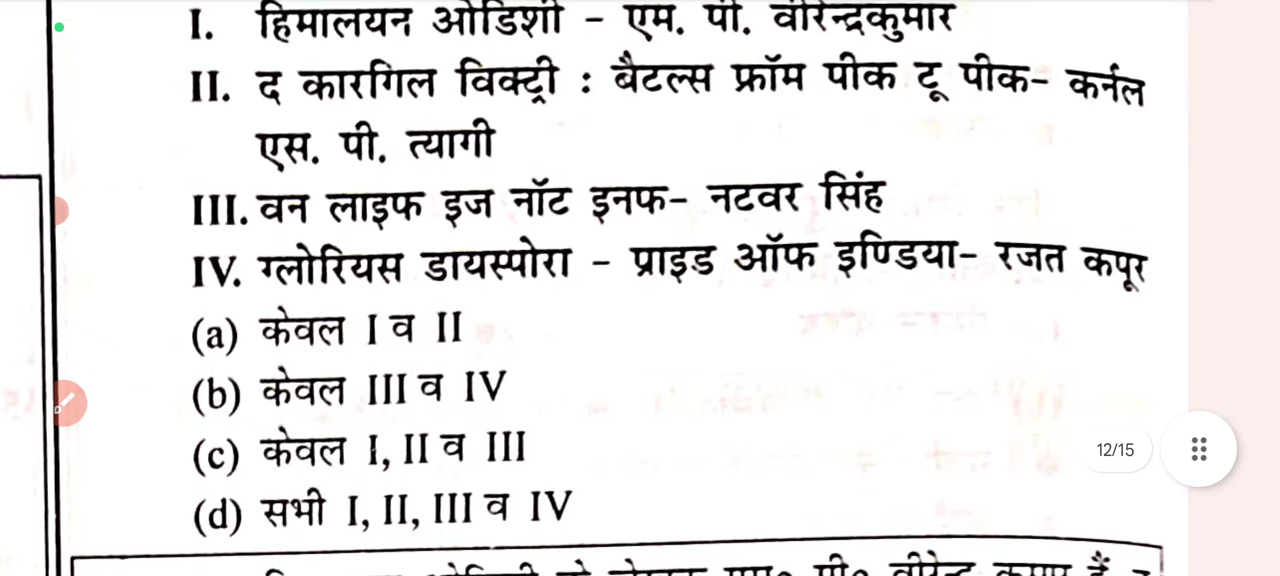 I. हिमालयन ओडिशी - एम. पी. वीरेन्द्रकुमार
II. द कारगिल विक्ट्री : बैटल्स फ्रॉम पीक टू पीक- कर्नल
एस. पी. त्यागी
III. वन लाइफ इज नॉट इनफ- नटवर सिंह
IV. ग्लोरियस डायस्पोरा - प्राइड ऑफ इण्डिया- रजत कपूर
(a) केवल I व II
(b) केवल III व IV
(c) केवल I, II व III
12/15
(d) सभी I, II, III व IV
एम० पी० वीरेन्द्र कुमार हैं